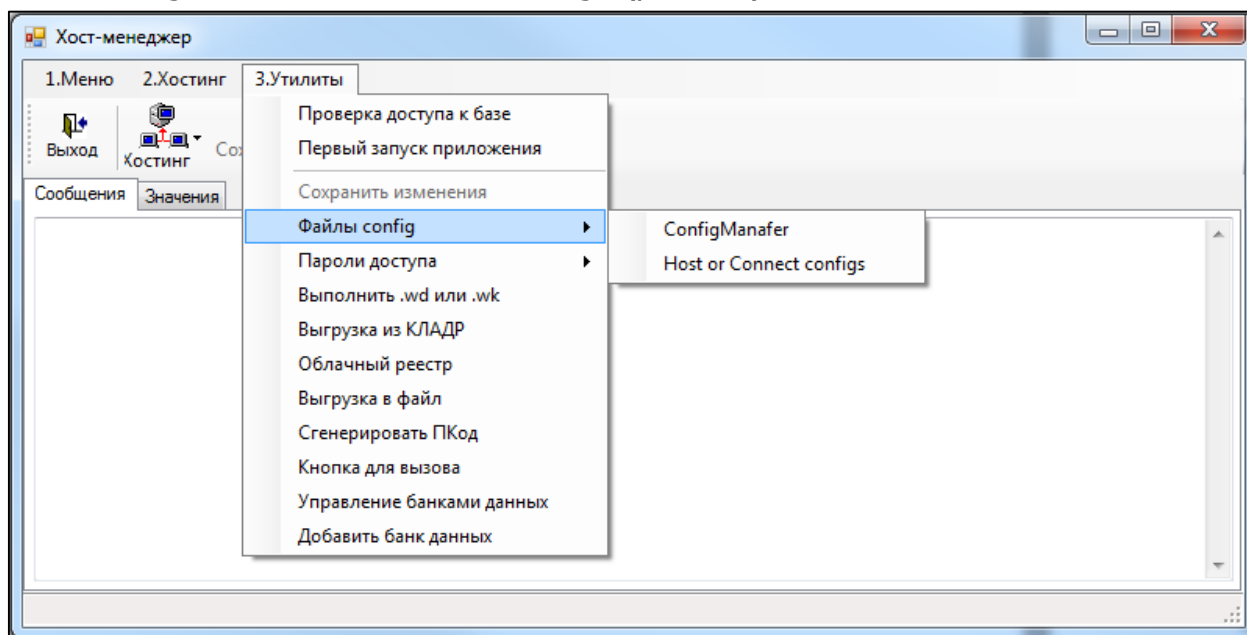 Хост-менеджер
1.Меню 2.Хостинг 3.Утилиты
Выход Хостинг
Сообщения Значения
Проверка доступа к базе
Первый запуск приложения
Сохранить изменения
Файлы config
Пароли доступа
Выполнить .wd или .wk
Выгрузка из КЛАДР
Облачный реестр
Выгрузка в файл
Сгенерировать ПКод
Кнопка для вызова
Управление банками данных
Добавить банк данных
ConfigManafer
Host or Connect configs